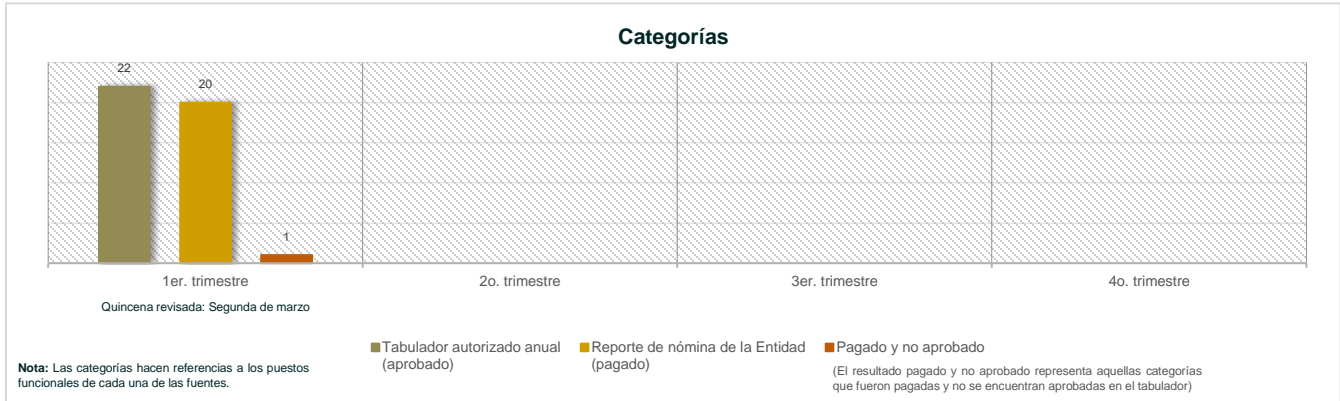 Categorías
22
20
1
1er. trimestre
2o. trimestre
3er. trimestre
4o. trimestre
Quincena revisada: Segunda de marzo
Tabulador autorizado anual
(aprobado)
Reporte de nómina de la Entidad
(pagado)
Pagado y no aprobado
(El resultado pagado y no aprobado representa aquellas categorías
que fueron pagadas y no se encuentran aprobadas en el tabulador)
Nota: Las categorías hacen referencias a los puestos
funcionales de cada una de las fuentes.